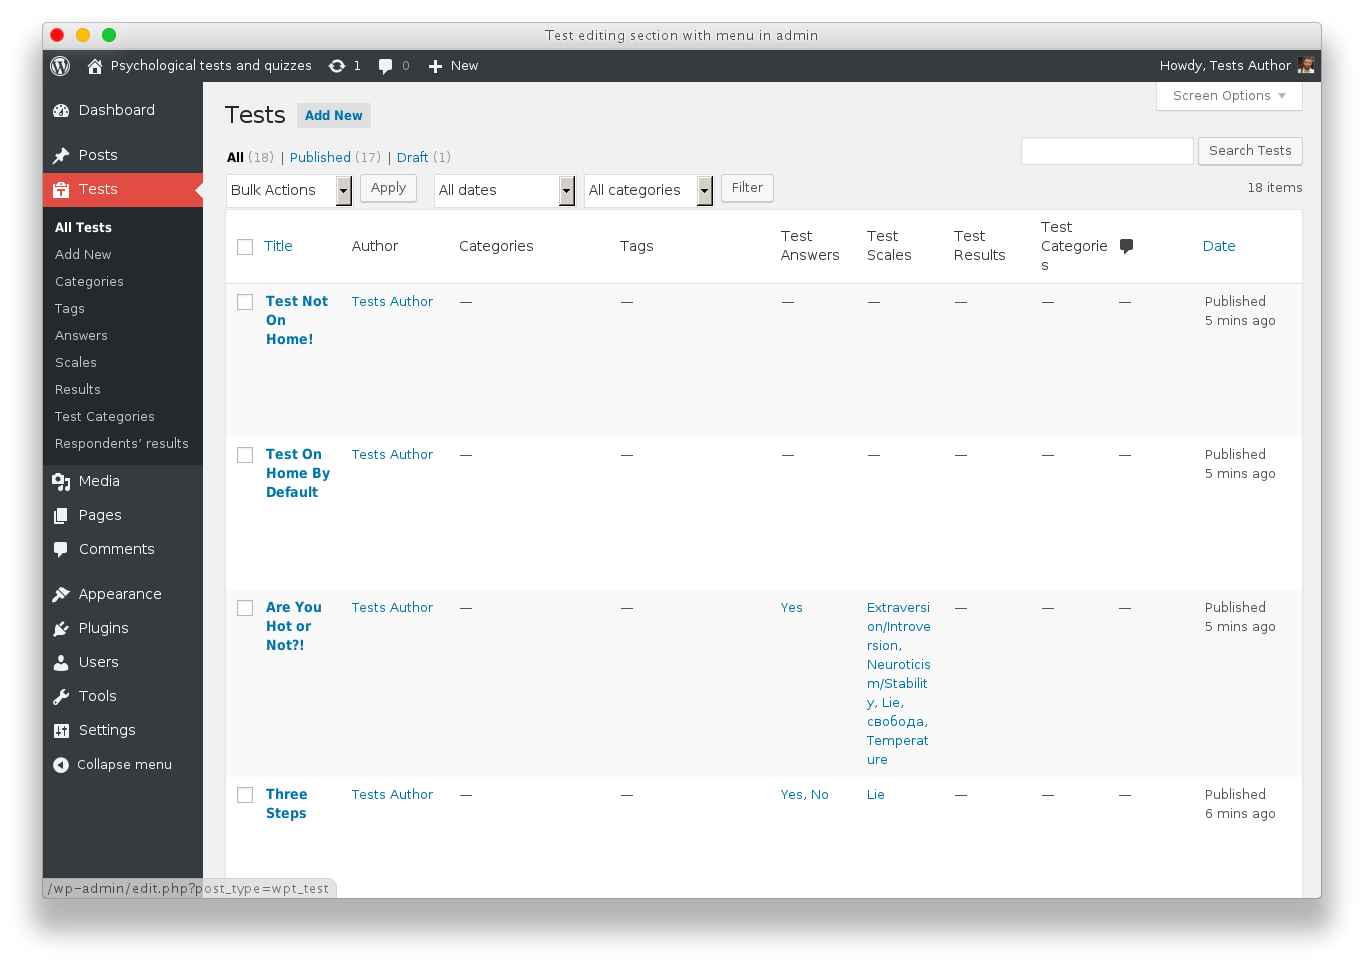 Test editing section with menu in admin
Psychological tests and quizzes 1 0 New Howdy, Tests Author
Screen Options
Dashboard
Posts
Tests
All Tests
Add New
Categories
Tags
Answers
Scales
Results
Test Categories
Respondents’ results
Media
Pages
Comments
Appearance
Plugins
Users
Tools
Settings
Collapse menu
Tests Add New
All (18) | Published (17) | Draft (1)
Search Tests
Bulk Actions Apply All dates All categories Filter 18 items
Title Author Categories Tags Test Answers Test Scales Test Results Test Categories Date
Test Not On Home! Tests Author — — — — — — — Published 5 mins ago
Test On Home By Default Tests Author — — — — — — — Published 5 mins ago
Are You Hot or Not?! Tests Author — — Yes Extraversion/Introversion, Neuroticism/Stability, Lie, свобода, Temperature — — — Published 5 mins ago
Three Steps Tests Author — — Yes, No Lie — — — Published 6 mins ago
/wp-admin/edit.php?post_type=wpt_test